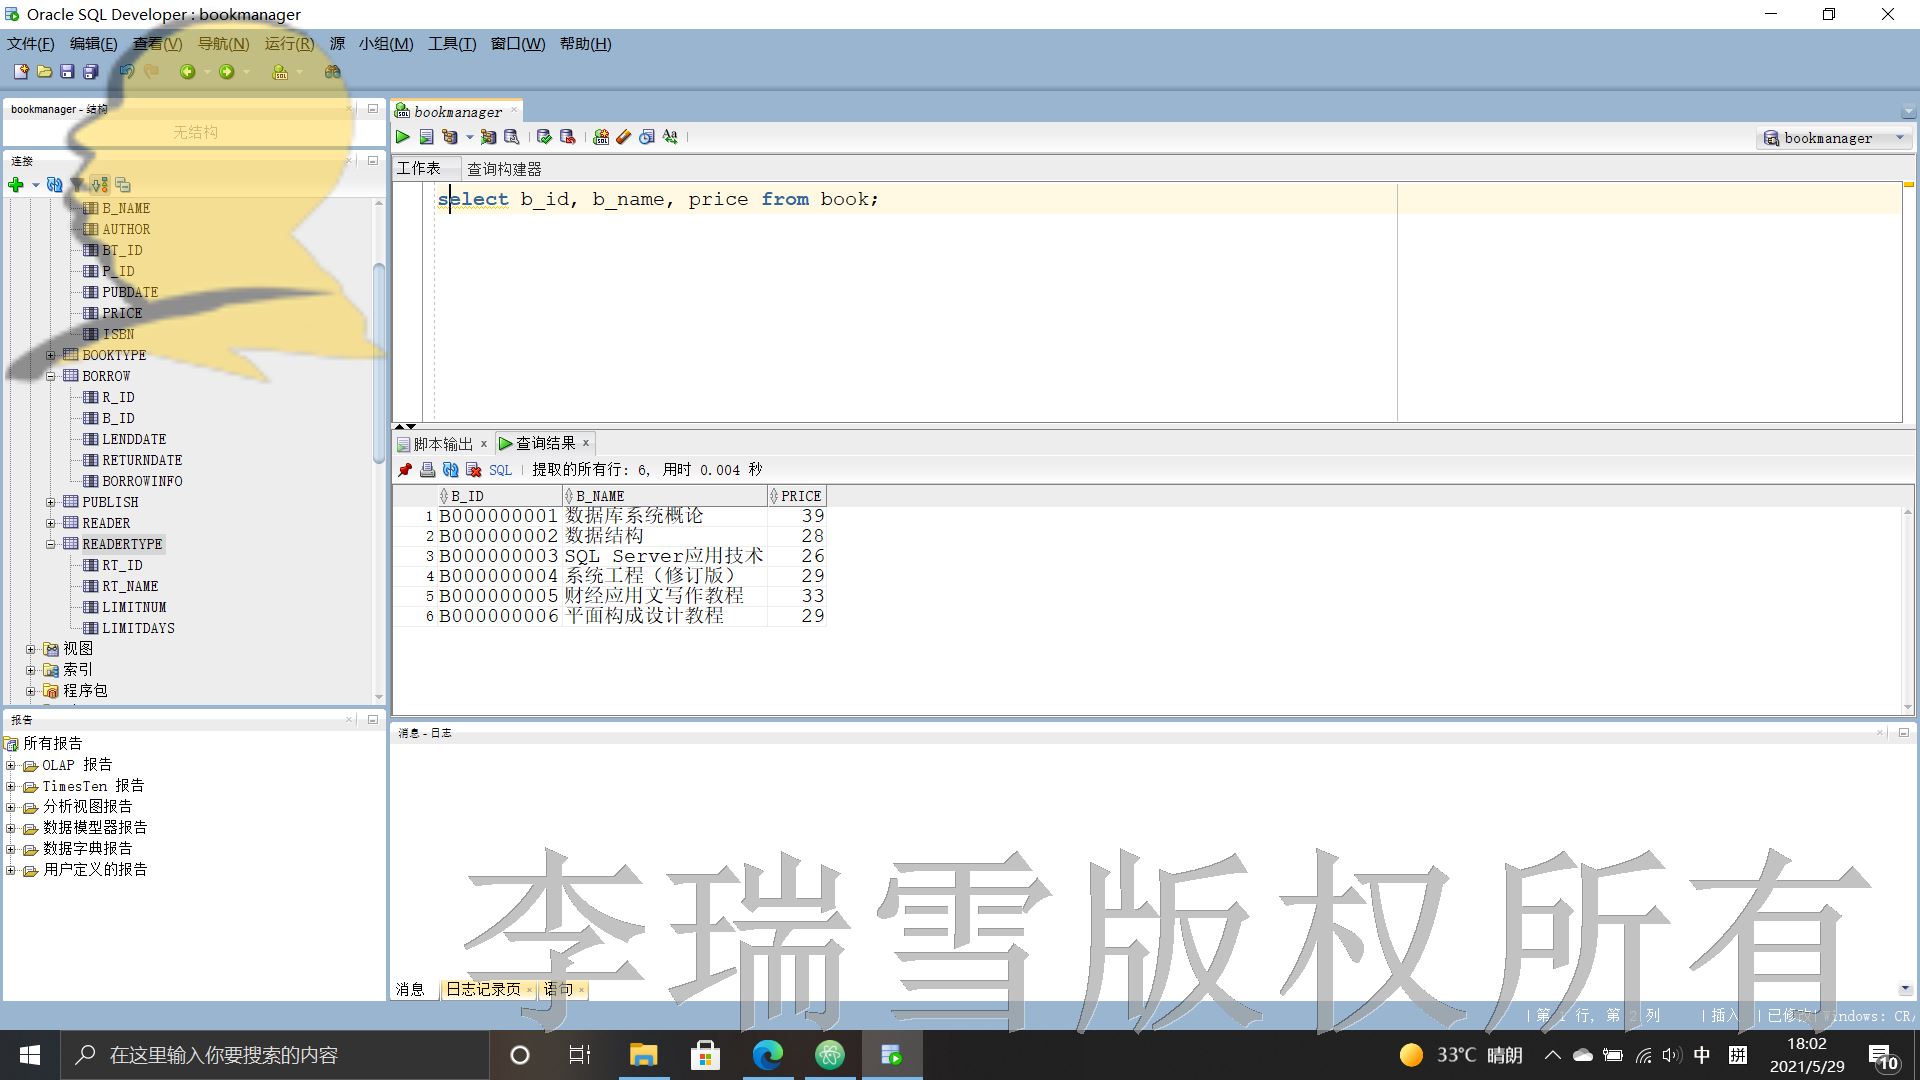 Oracle SQL Developer : bookmanager
文件(F) 编辑(E) 查看(V) 导航(N) 运行(R) 源 小组(M) 工具(T) 窗口(W) 帮助(H)
bookmanager - 结构
无结构
连接
B_NAME
AUTHOR
BT_ID
P_ID
PUBDATE
PRICE
ISBN
BOOKTYPE
BORROW
R_ID
B_ID
LENDDATE
RETURNDATE
BORROWINFO
PUBLISH
READER
READERTYPE
RT_ID
RT_NAME
LIMITNUM
LIMITDAYS
视图
索引
程序包
报告
所有报告
OLAP 报告
TimesTen 报告
分析视图报告
数据模型器报告
数据字典报告
用户定义的报告
bookmanager
bookmanager
工作表 查询构建器
select b_id, b_name, price from book;
脚本输出 查询结果
SQL 提取的所有行: 6, 用时 0.004 秒
B_ID B_NAME PRICE
1 B000000001 数据库系统概论 39
2 B000000002 数据结构 28
3 B000000003 SQL Server应用技术 26
4 B000000004 系统工程（修订版） 29
5 B000000005 财经应用文写作教程 33
6 B000000006 平面构成设计教程 29
消息 - 日志
李瑞雪版权所有
消息 日志记录页 语句
第 1 行, 第 2 列 插入 已修改 Windows: CR/
在这里输入你要搜索的内容
33°C 晴朗
中 拼
18:02
2021/5/29
10